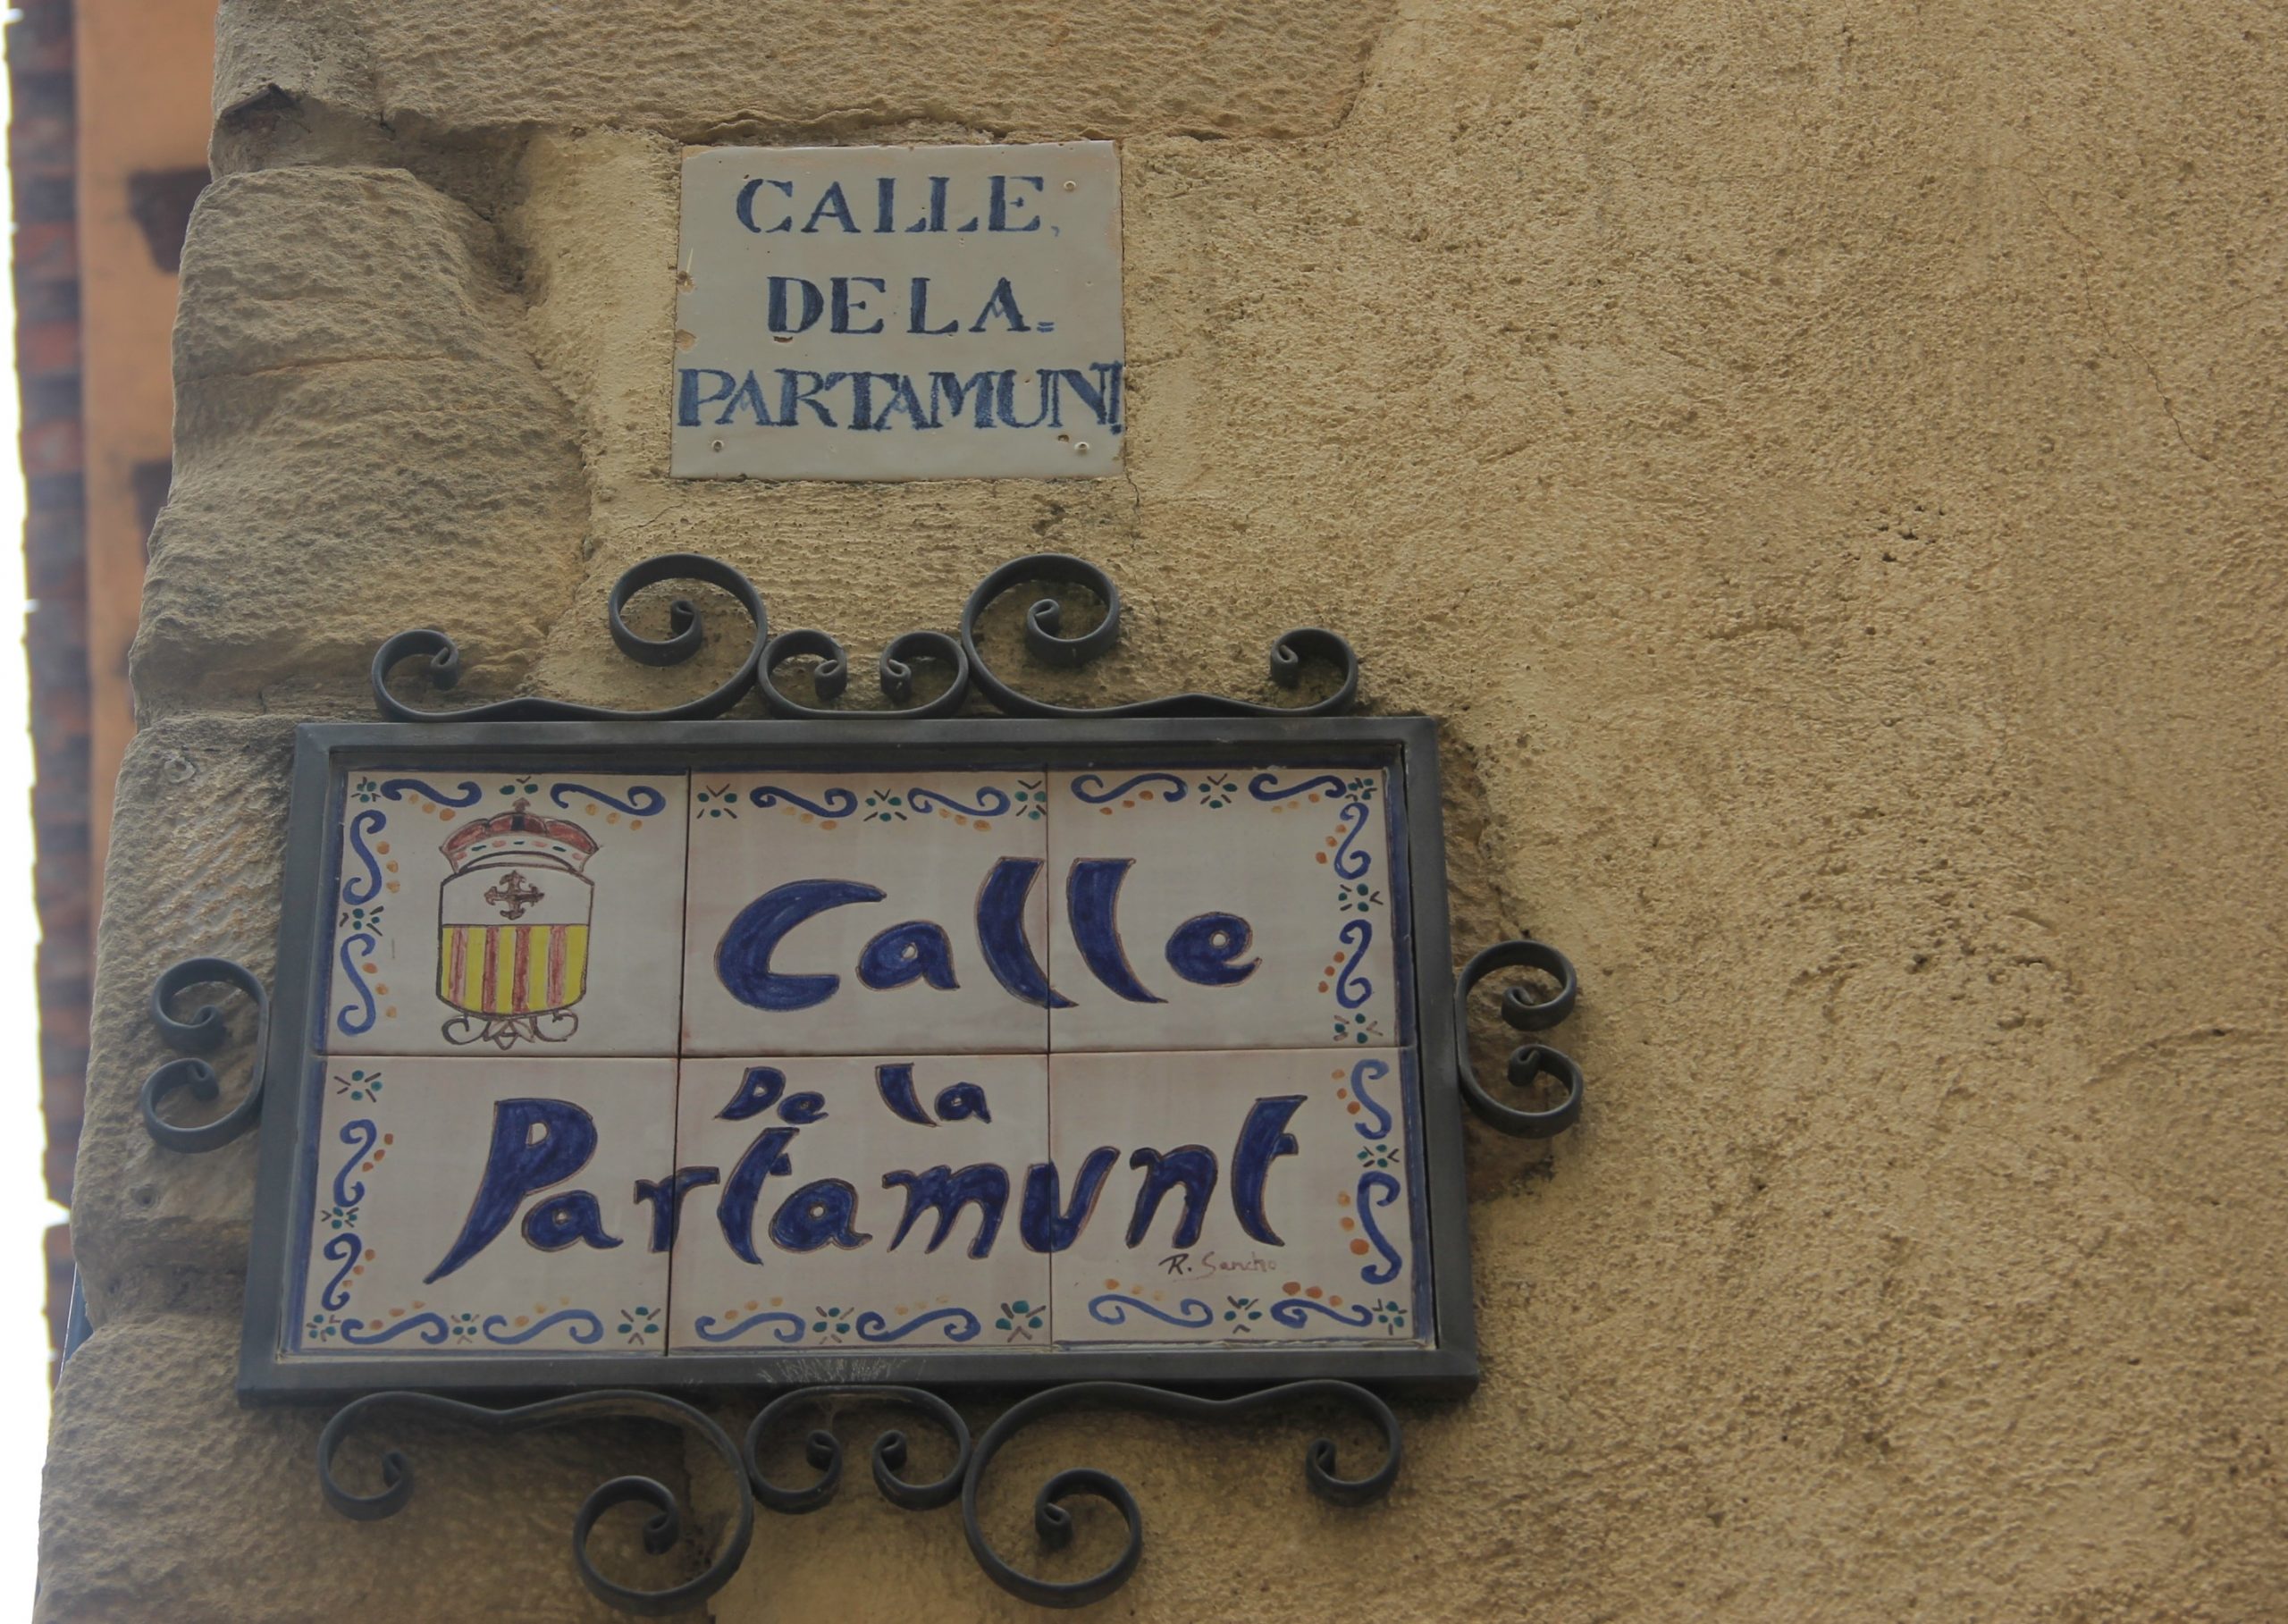 CALLE,
DE LA=
PARTAMUNT
Calle
De la
Partamunt
R. Sancho